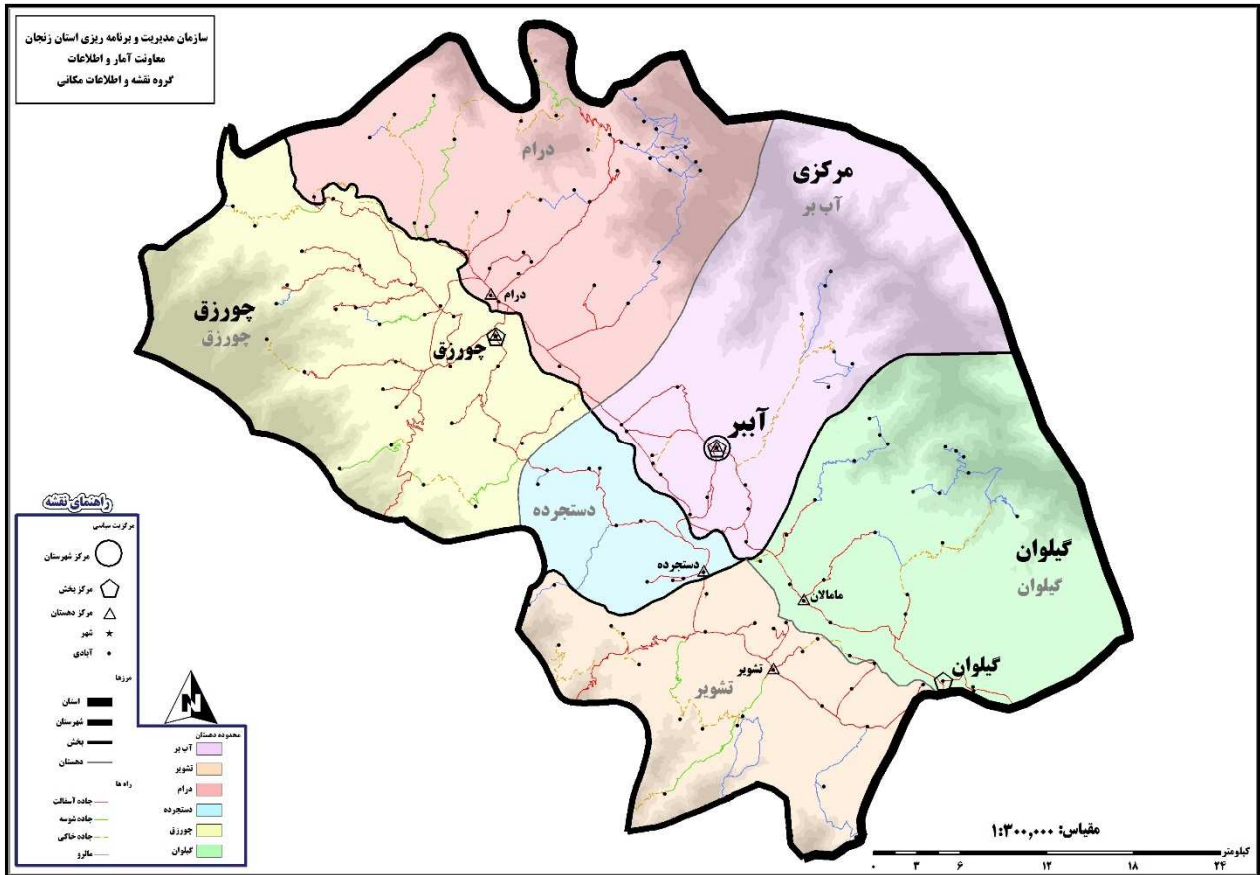 سازمان مدیریت و برنامه ریزی استان زنجان
معاونت آمار و اطلاعات
گروه نقشه و اطلاعات مکانی
درام
مرکزی
آب بر
درام
چورزق
چورزق
چورزق
آببر
دستجرده
گیلوان
گیلوان
دستجرده
مامالان
گیلوان
تشویر
تشویر
راهنمای نقشه
مرکزیت سیاسی
مرکز شهرستان
مرکز بخش
مرکز دهستان
شهر
آبادی
مرزها
استان
شهرستان
بخش
دهستان
راه ها
جاده آسفالت
جاده شوسه
جاده خاکی
مالرو
N
محدوده دهستان
آب بر
تشویر
درام
دستجرده
چورزق
گیلوان
مقیاس: ۱:۳۰۰,۰۰۰
کیلومتر
۰ ۳ ۶ ۱۲ ۱۸ ۲۴